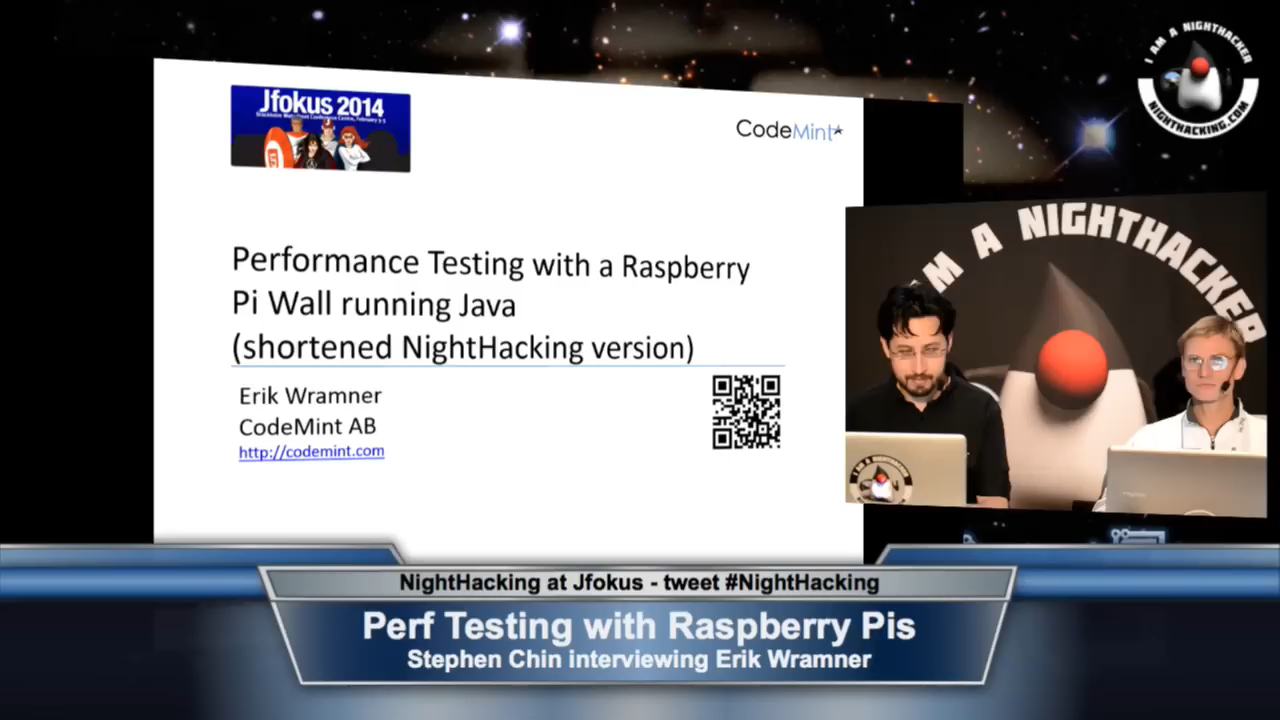 Jfokus 2014
CodeMint
I AM A NIGHTHACKER
NIGHTHACKING.COM
Performance Testing with a Raspberry
Pi Wall running Java
(shortened NightHacking version)
Erik Wramner
CodeMint AB
http://codemint.com
I'M A NIGHTHACKER
I AM A NIGHTHACKER
NightHacking at Jfokus - tweet #NightHacking
Perf Testing with Raspberry Pis
Stephen Chin interviewing Erik Wramner